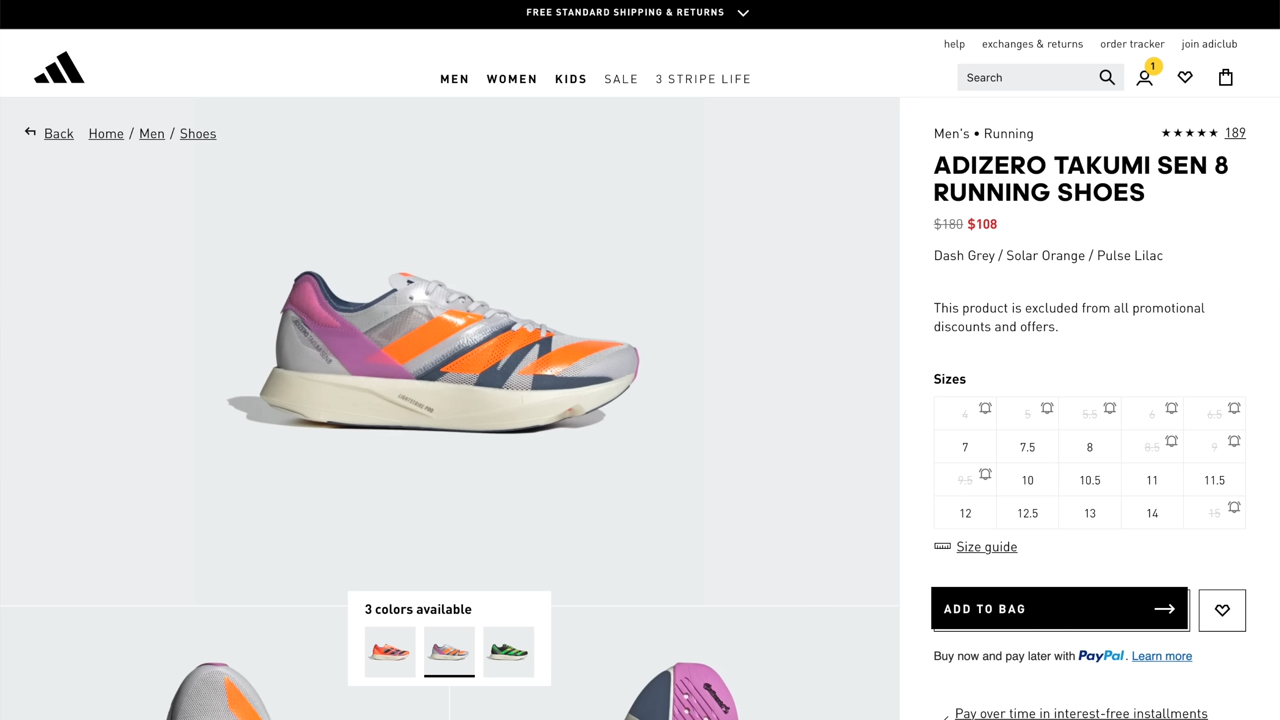 FREE STANDARD SHIPPING & RETURNS
help exchanges & returns order tracker join adiclub
MEN WOMEN KIDS SALE 3 STRIPE LIFE
Search
1
Back Home / Men / Shoes
Men's • Running
★★★★★ 189
ADIZERO TAKUMI SEN 8
RUNNING SHOES
$180 $108
Dash Grey / Solar Orange / Pulse Lilac
This product is excluded from all promotional
discounts and offers.
Sizes
4 5 5.5 6 6.5
7 7.5 8 8.5 9
9.5 10 10.5 11 11.5
12 12.5 13 14 15
Size guide
ADD TO BAG
Buy now and pay later with PayPal. Learn more
Pay over time in interest-free installments
3 colors available